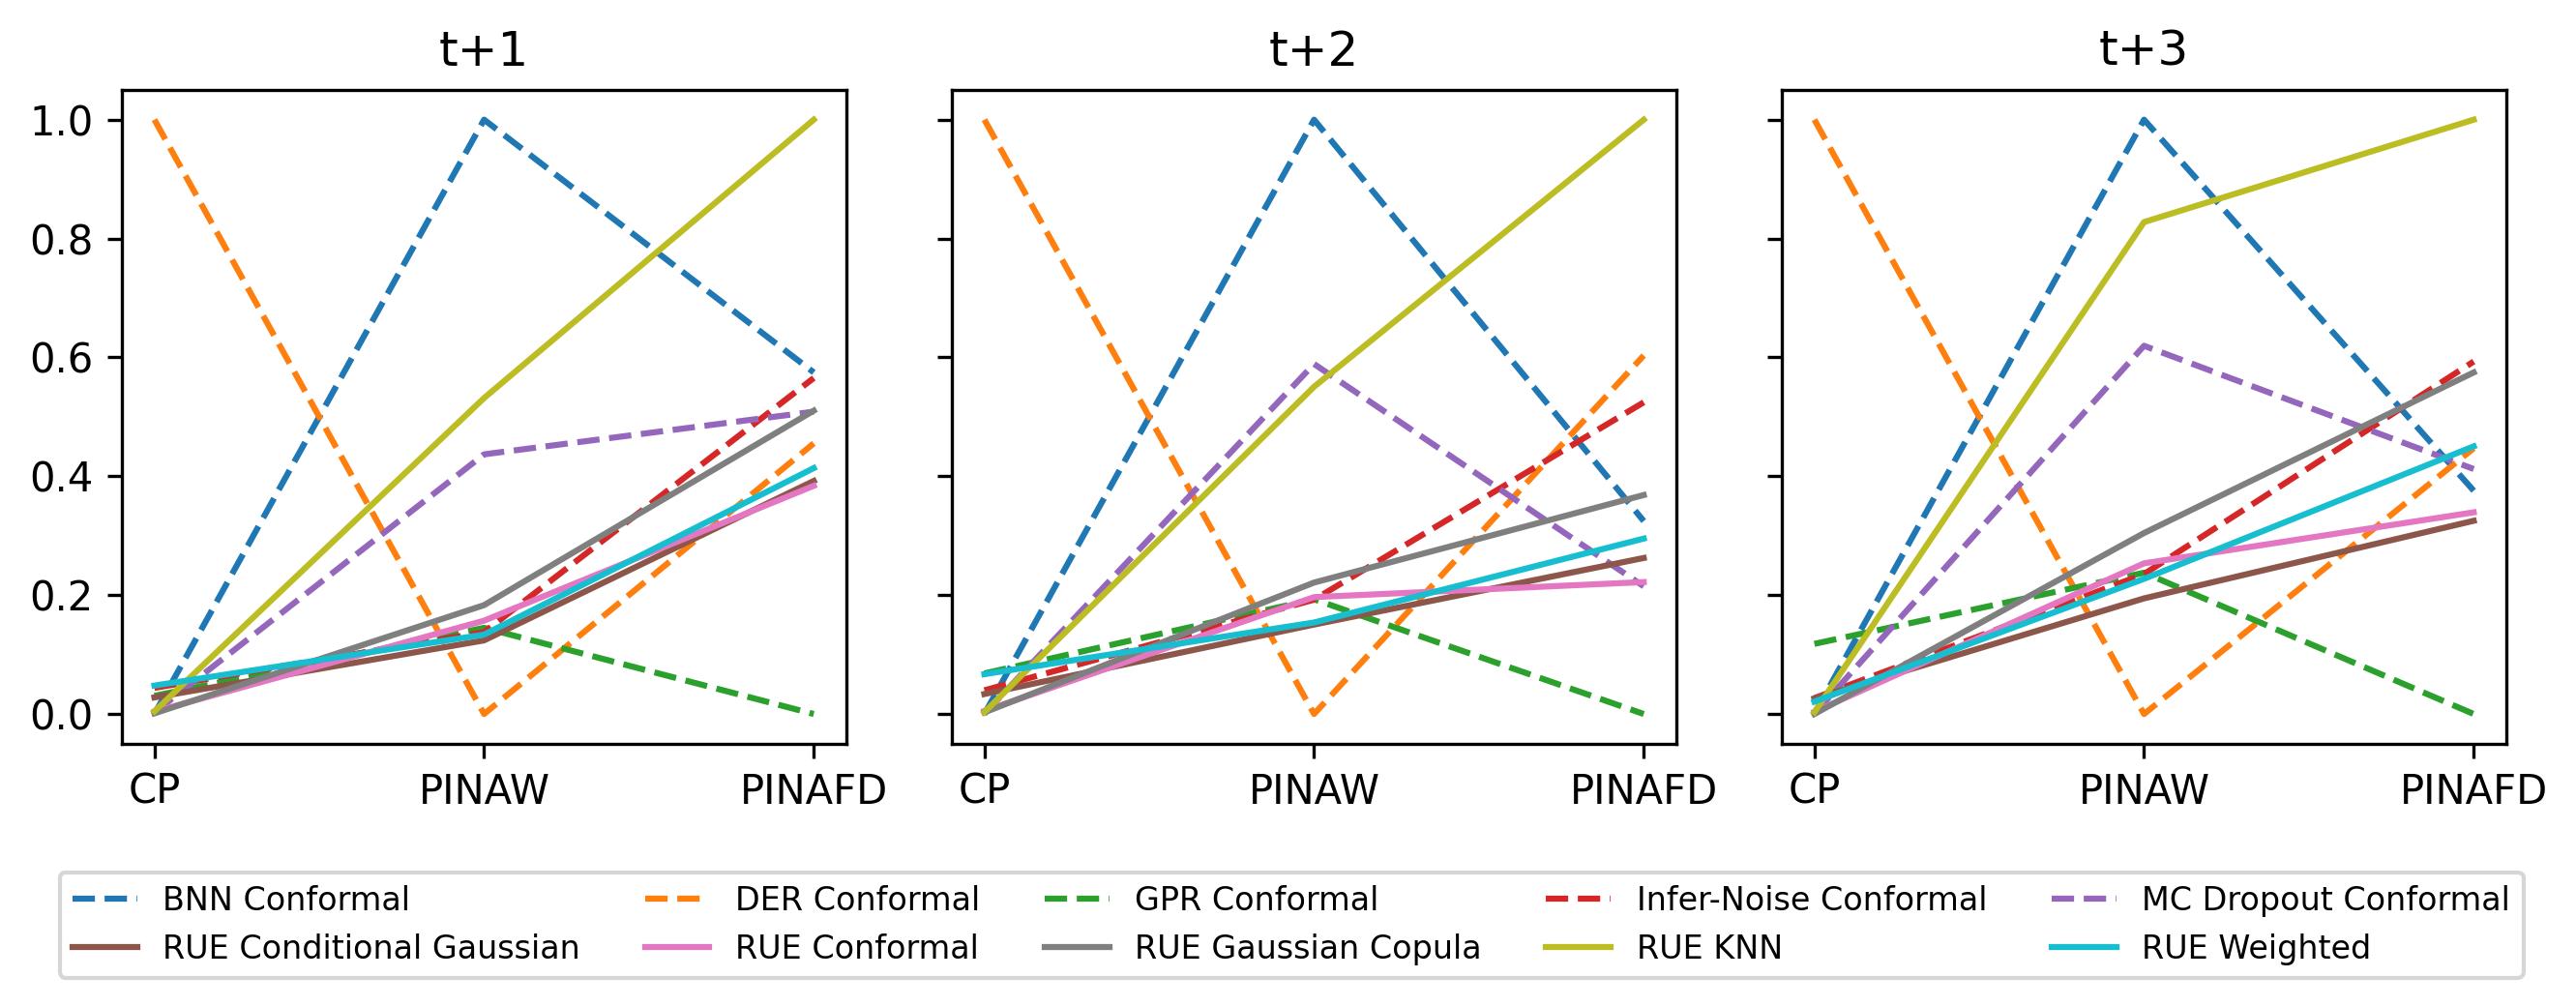 t+1 t+2 t+3
1.0
0.8
0.6
0.4
0.2
0.0
CP PINAW PINAFD CP PINAW PINAFD CP PINAW PINAFD
BNN Conformal DER Conformal GPR Conformal Infer-Noise Conformal MC Dropout Conformal
RUE Conditional Gaussian RUE Conformal RUE Gaussian Copula RUE KNN RUE Weighted